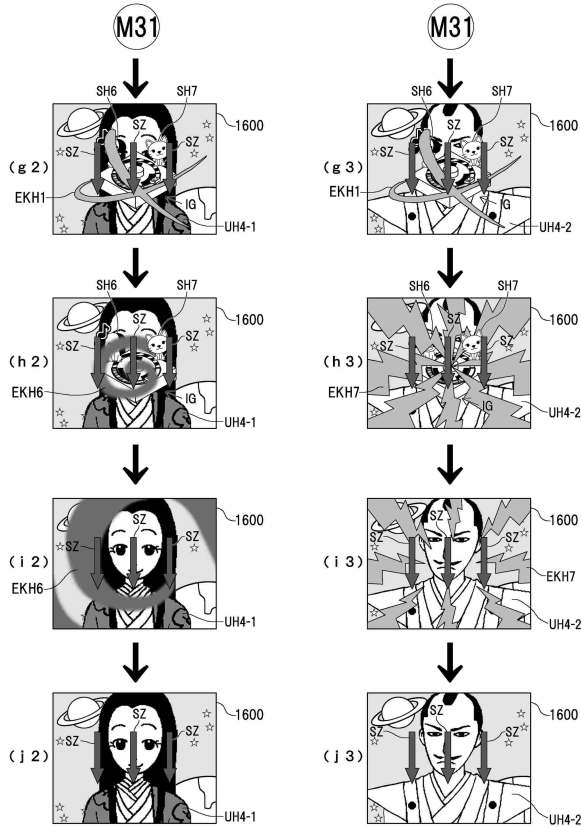 M31 M31
SH6 SH7 SH6 SH7
SZ SZ
1600 1600
SZ SZ SZ SZ
(g2) (g3)
EKH1 EKH1
IG IG
UH4-1 UH4-2
SH6 SH7 SH6 SH7
SZ 1600 SZ 1600
SZ SZ SZ SZ
(h2) (h3)
EKH6 IG EKH7 IG
UH4-1 UH4-2
1600 1600
SZ SZ
SZ SZ SZ SZ
(i2) (i3)
EKH6 EKH7
UH4-1 UH4-2
SZ 1600 SZ 1600
SZ SZ SZ SZ
(j2) (j3)
UH4-1 UH4-2